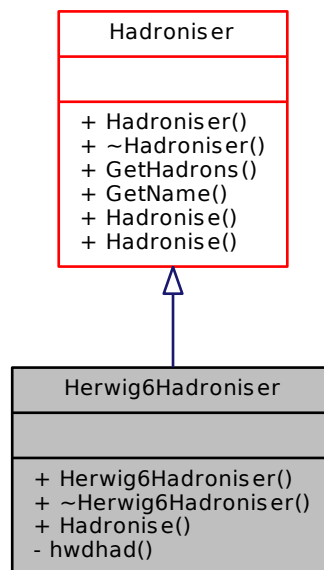 Hadroniser
+ Hadroniser()
+ ~Hadroniser()
+ GetHadrons()
+ GetName()
+ Hadronise()
+ Hadronise()
Herwig6Hadroniser
+ Herwig6Hadroniser()
+ ~Herwig6Hadroniser()
+ Hadronise()
- hwdhad()